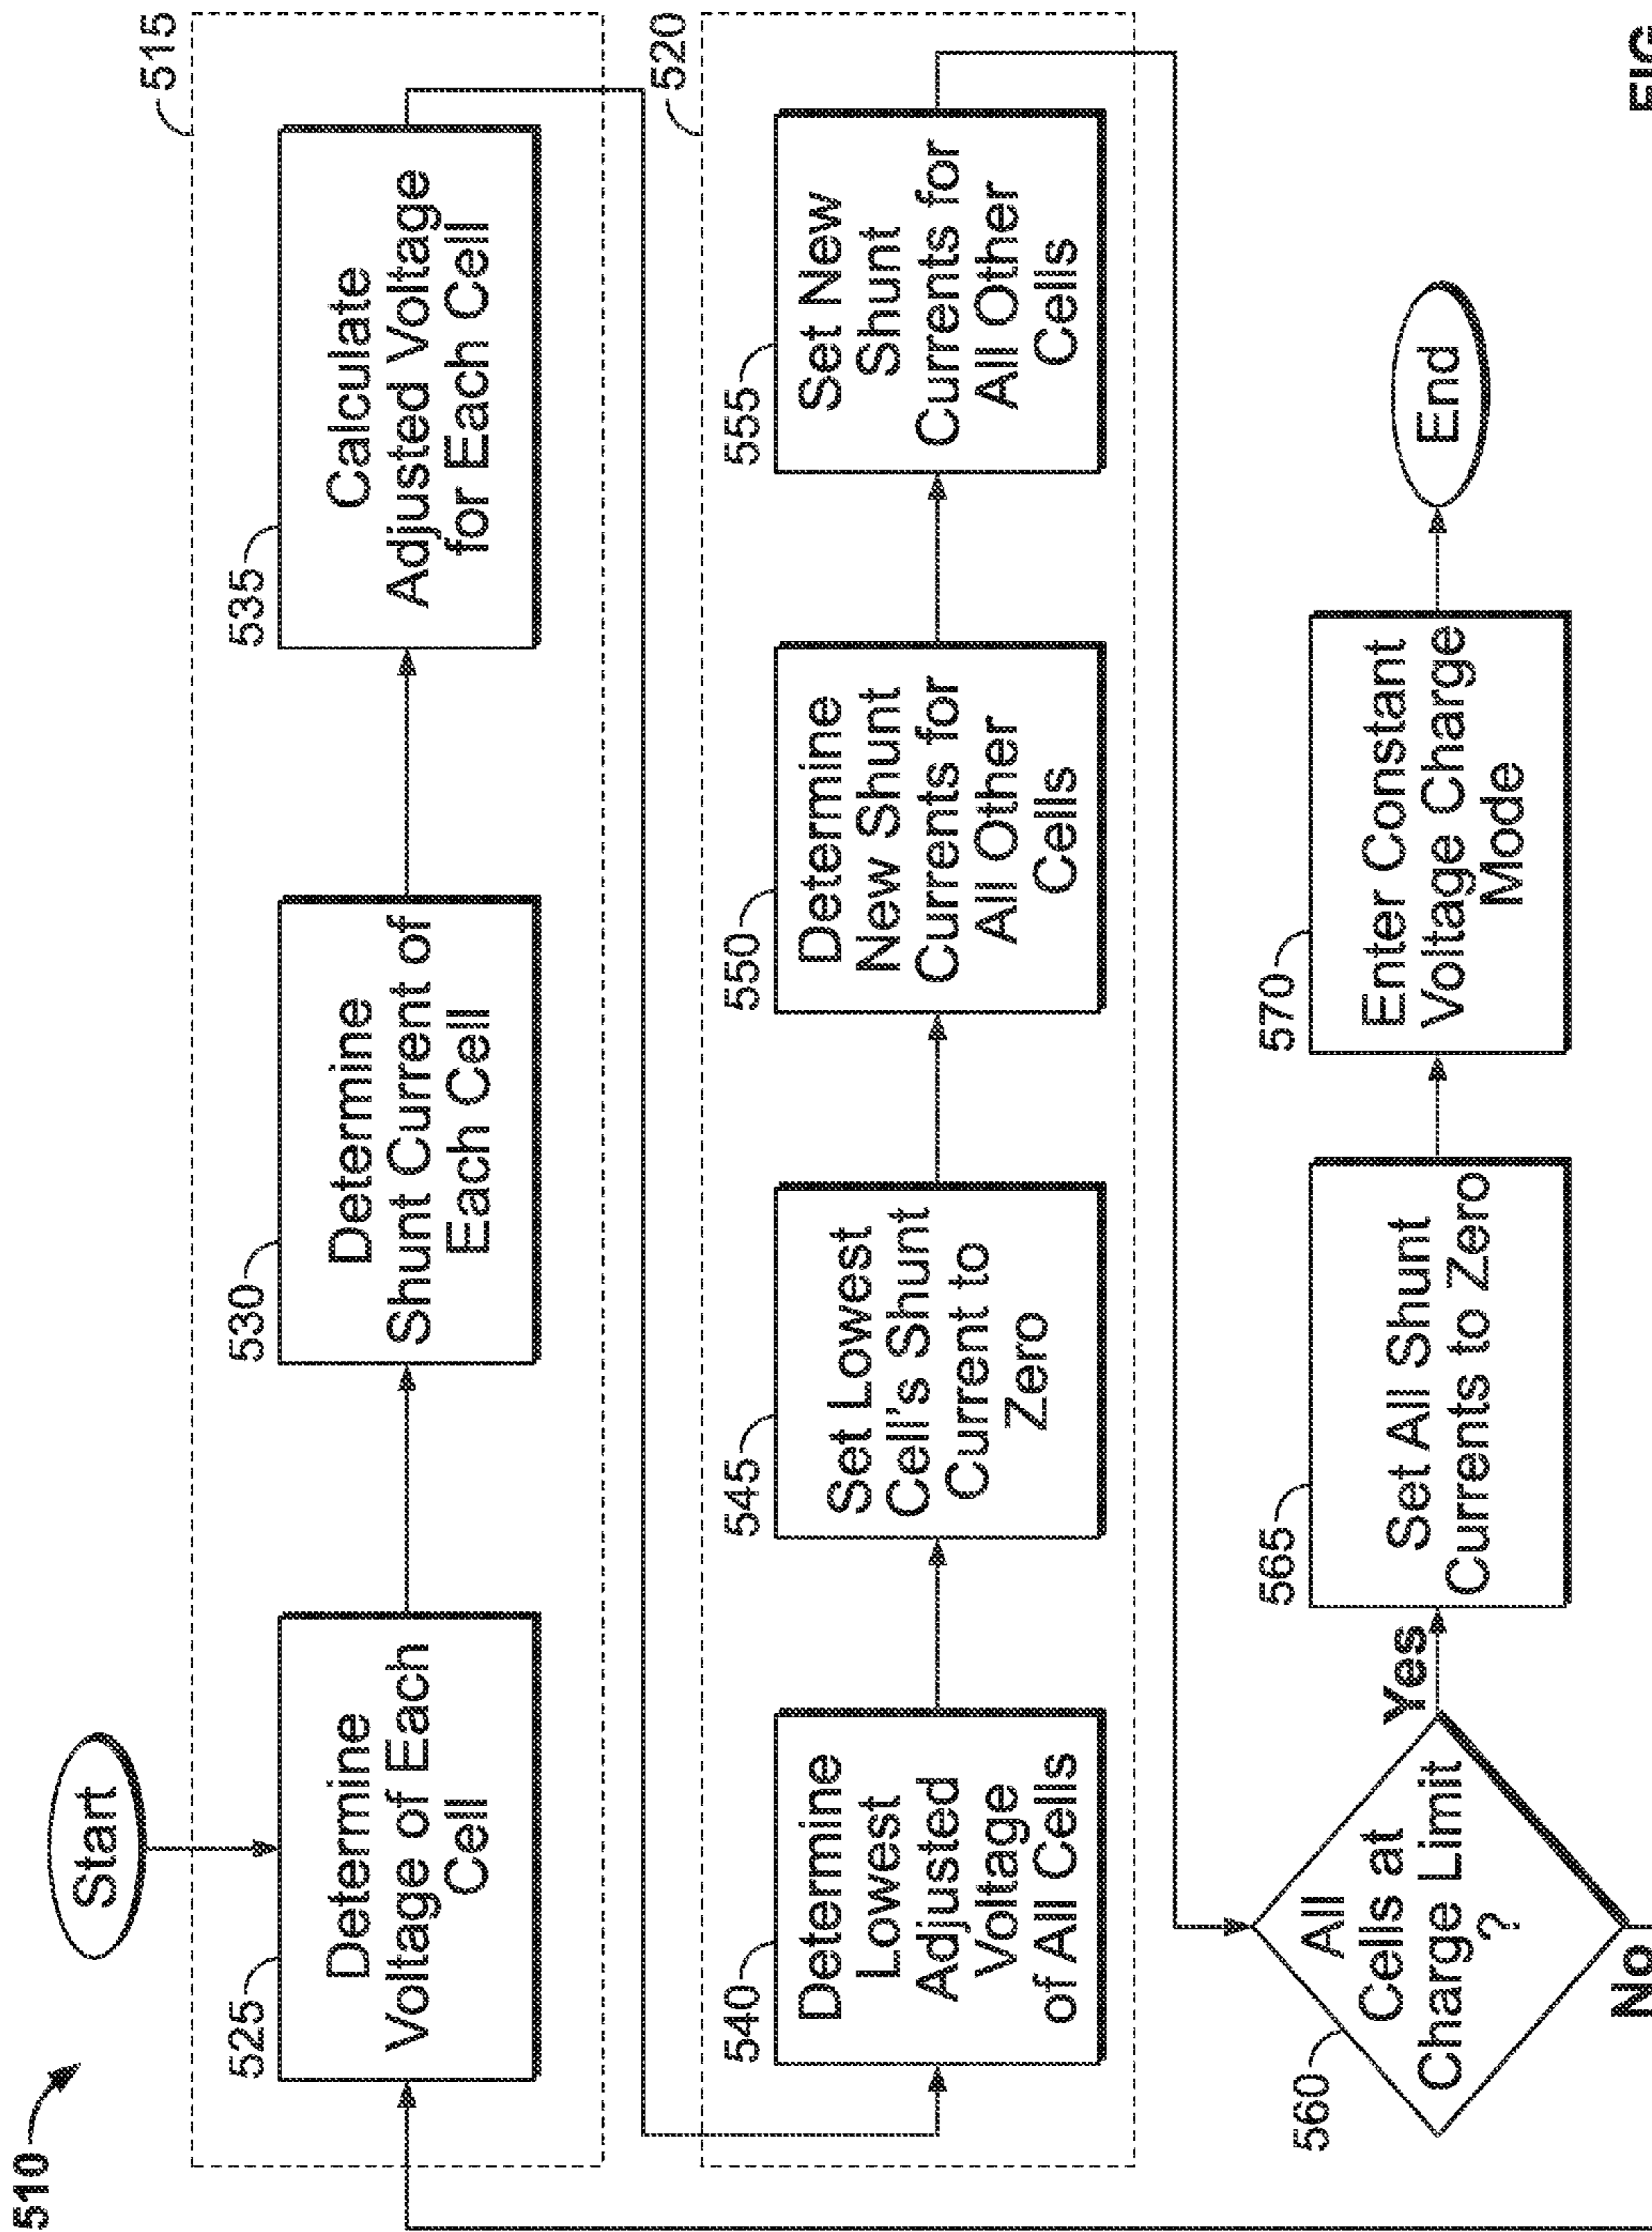 510
Start
515
525
Determine
Voltage of Each
Cell
530
Determine
Shunt Current of
Each Cell
535
Calculate
Adjusted Voltage
for Each Cell
520
540
Determine
Lowest
Adjusted
Voltage
of All Cells
545
Set Lowest
Cell's Shunt
Current to
Zero
550
Determine
New Shunt
Currents for
All Other
Cells
555
Set New
Shunt
Currents for
All Other
Cells
560
All
Cells at
Charge Limit
?
Yes
No
565
Set All Shunt
Currents to Zero
570
Enter Constant
Voltage Charge
Mode
End
FIG